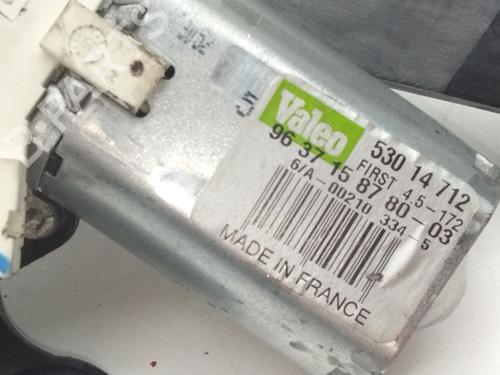 Valeo
530 14 712
FIRST 4,5-172
96 37 15 87 80-03
6/A-00210 334-5
MADE IN FRANCE
B-PARTS